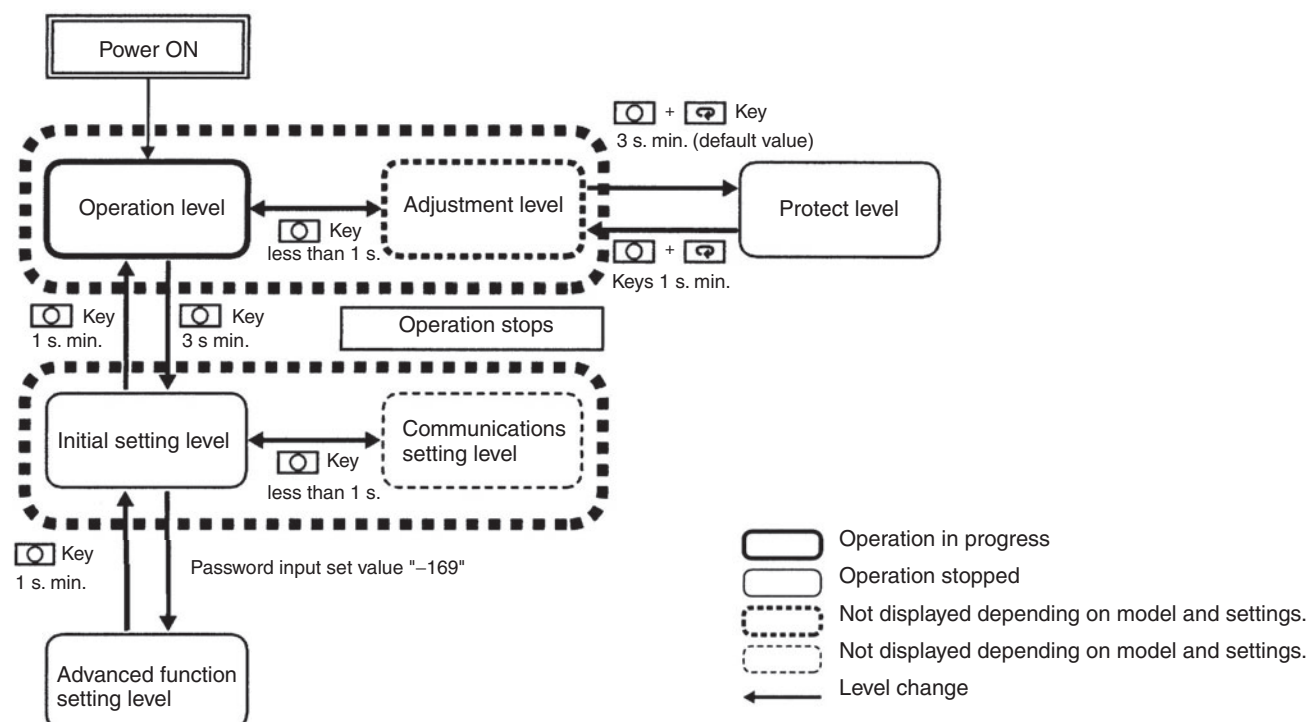 Power ON
+ Key
3 s. min. (default value)
Operation level
Adjustment level
Protect level
Key
less than 1 s.
+
Keys 1 s. min.
Key
1 s. min.
Key
3 s min.
Operation stops
Initial setting level
Communications
setting level
Key
less than 1 s.
Key
1 s. min.
Password input set value "–169"
Advanced function
setting level
Operation in progress
Operation stopped
Not displayed depending on model and settings.
Not displayed depending on model and settings.
Level change